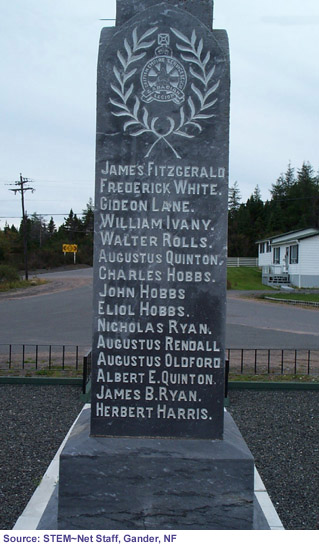 LEGION
JAMES FITZGERALD
FREDERICK WHITE.
GIDEON LANE.
WILLIAM IVANY.
WALTER ROLLS.
AUGUSTUS QUINTON.
CHARLES HOBBS.
JOHN HOBBS
ELIOL HOBBS.
NICHOLAS RYAN.
AUGUSTUS RENDALL
AUGUSTUS OLDFORD
ALBERT E. QUINTON.
JAMES B. RYAN.
HERBERT HARRIS.
Source: STEM~Net Staff, Gander, NF